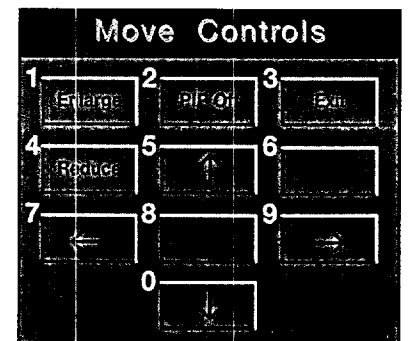 Move Controls
1 Enlarge 2 PIP Off 3 Exit
4 Reduce 5 ↑ 6
7 ← 8 9 →
0 ↓